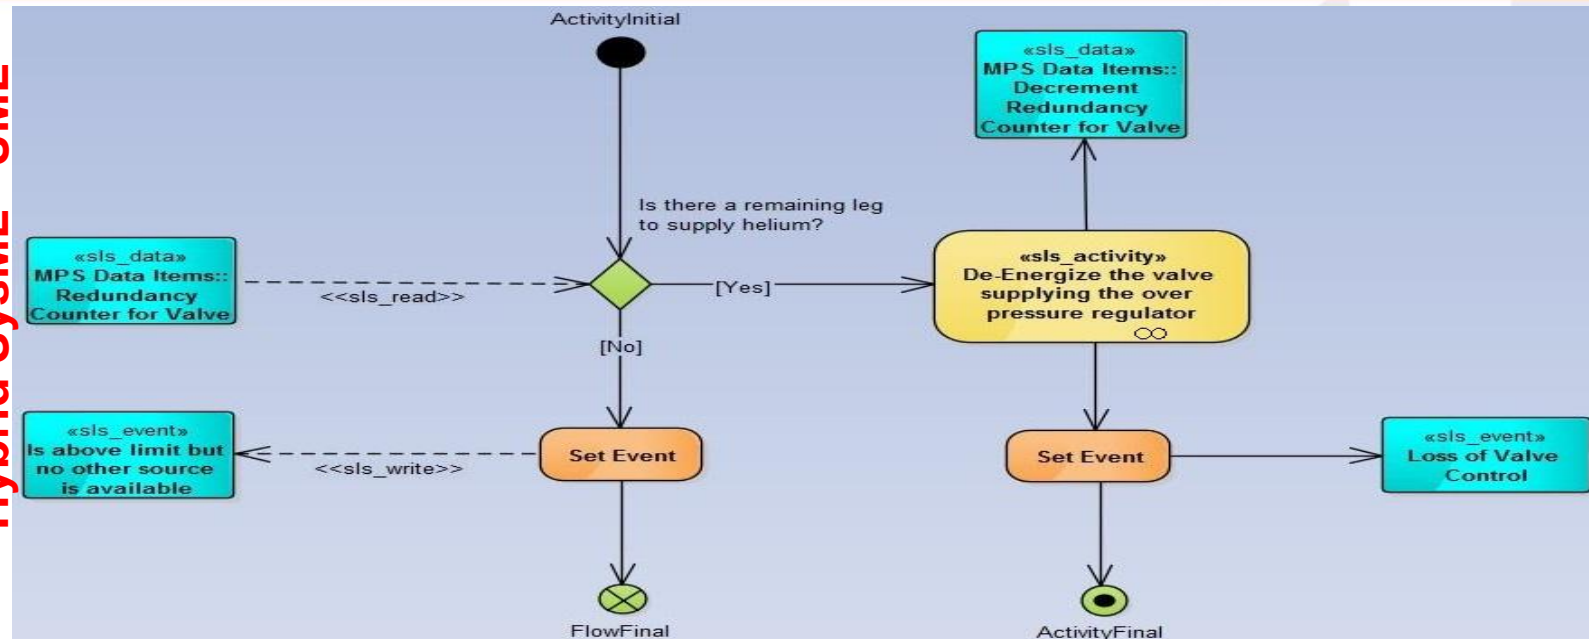 ActivityInitial
«sls_data»
MPS Data Items::
Decrement
Redundancy
Counter for Valve
Is there a remaining leg
to supply helium?
«sls_data»
MPS Data Items::
Redundancy
Counter for Valve
<<sls_read>>
[Yes]
«sls_activity»
De-Energize the valve
supplying the over
pressure regulator
[No]
«sls_event»
Is above limit but
no other source
is available
<<sls_write>>
Set Event
Set Event
«sls_event»
Loss of Valve
Control
FlowFinal
ActivityFinal